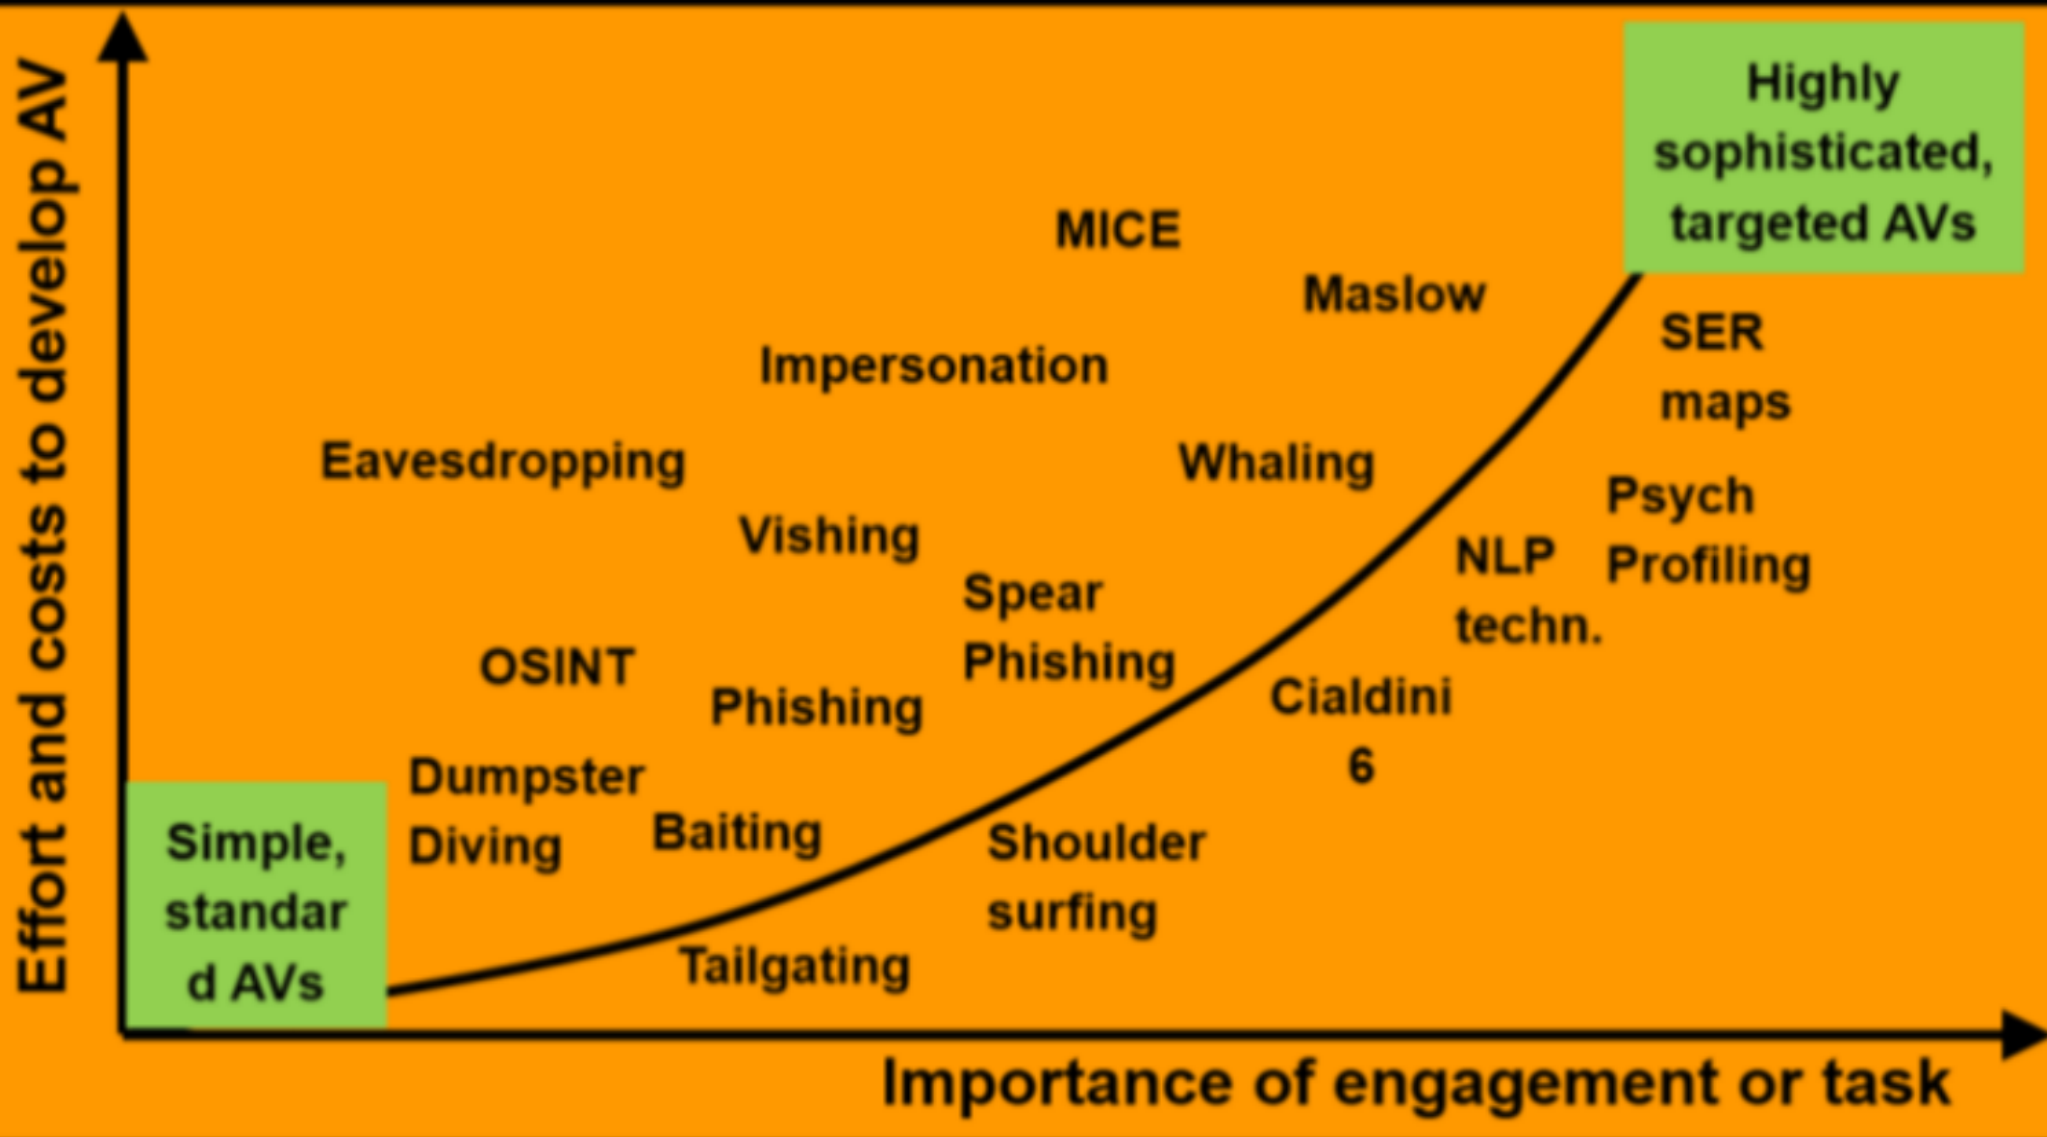 Effort and costs to develop AV
Highly
sophisticated,
targeted AVs
MICE
Maslow
SER
maps
Impersonation
Eavesdropping
Whaling
Psych
Profiling
Vishing
NLP
techn.
Spear
Phishing
OSINT
Phishing
Cialdini
6
Dumpster
Diving
Baiting
Shoulder
surfing
Simple,
standar
d AVs
Tailgating
Importance of engagement or task